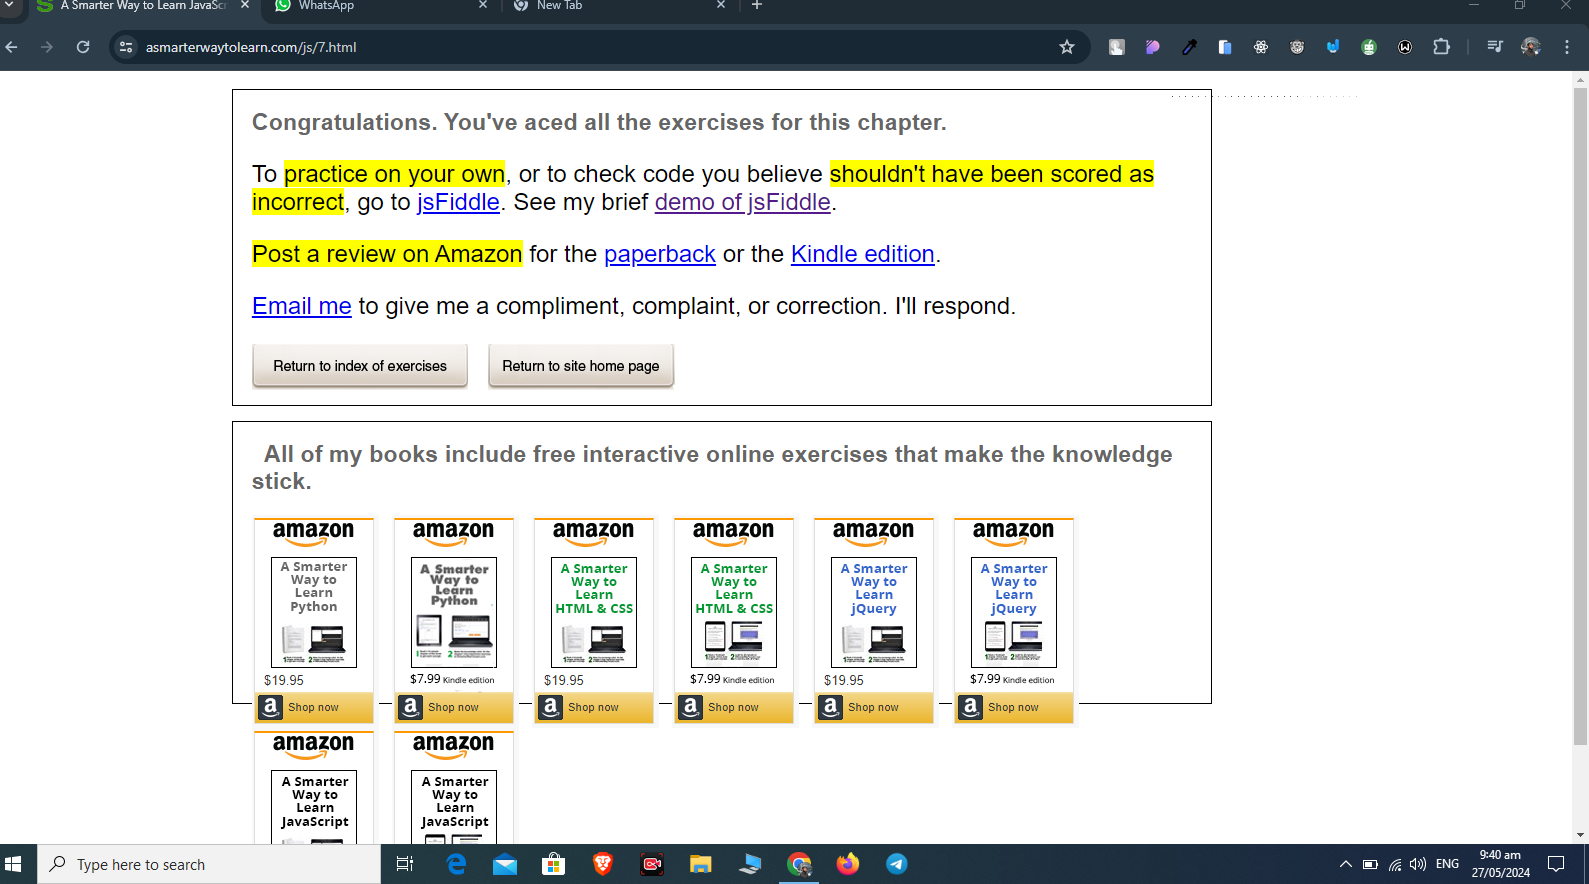 A Smarter Way to Learn JavaScr
WhatsApp
New Tab
asmarterwaytolearn.com/js/7.html
Congratulations. You've aced all the exercises for this chapter.
To practice on your own, or to check code you believe shouldn't have been scored as
incorrect, go to jsFiddle. See my brief demo of jsFiddle.
Post a review on Amazon for the paperback or the Kindle edition.
Email me to give me a compliment, complaint, or correction. I'll respond.
Return to index of exercises
Return to site home page
All of my books include free interactive online exercises that make the knowledge
stick.
amazon
A Smarter
Way to
Learn
Python
$19.95
a Shop now
amazon
A Smarter
Way to
Learn
Python
$7.99 Kindle edition
a Shop now
amazon
A Smarter
Way to
Learn
HTML & CSS
$19.95
a Shop now
amazon
A Smarter
Way to
Learn
HTML & CSS
$7.99 Kindle edition
a Shop now
amazon
A Smarter
Way to
Learn
jQuery
$19.95
a Shop now
amazon
A Smarter
Way to
Learn
jQuery
$7.99 Kindle edition
a Shop now
amazon
A Smarter
Way to
Learn
JavaScript
amazon
A Smarter
Way to
Learn
JavaScript
Type here to search
ENG
9:40 am
27/05/2024